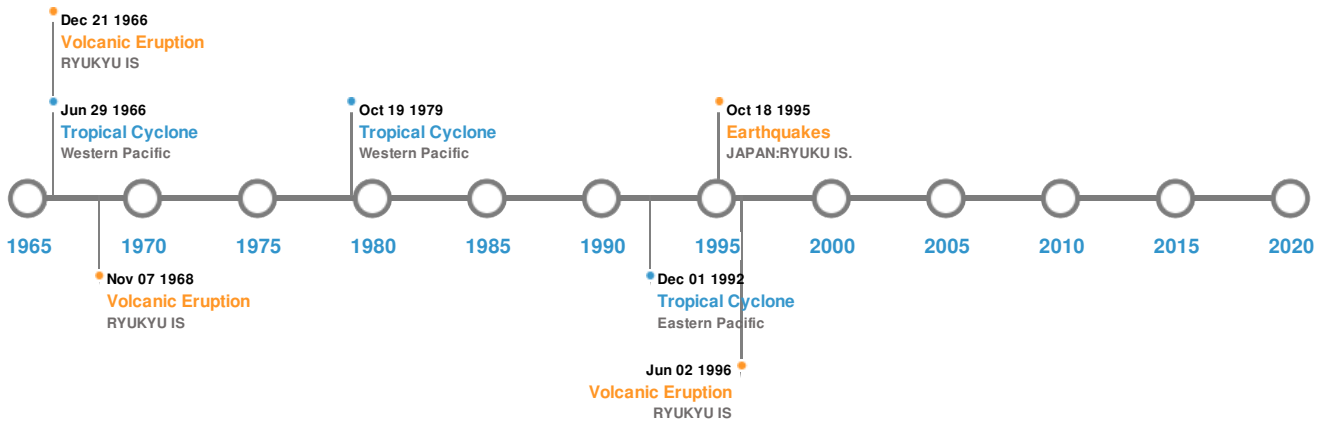 Dec 21 1966
Volcanic Eruption
RYUKYU IS
Jun 29 1966
Tropical Cyclone
Western Pacific
Oct 19 1979
Tropical Cyclone
Western Pacific
Oct 18 1995
Earthquakes
JAPAN:RYUKU IS.
1965 1970 1975 1980 1985 1990 1995 2000 2005 2010 2015 2020
Nov 07 1968
Volcanic Eruption
RYUKYU IS
Dec 01 1992
Tropical Cyclone
Eastern Pacific
Jun 02 1996
Volcanic Eruption
RYUKYU IS